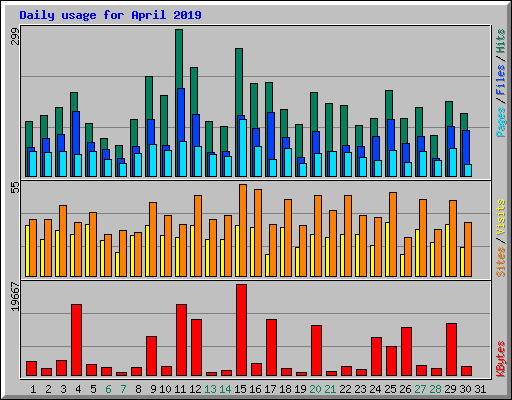 Daily usage for April 2019
299
Pages / Files / Hits
55
Sites / Visits
19667
KBytes
1 2 3 4 5 6 7 8 9 10 11 12 13 14 15 16 17 18 19 20 21 22 23 24 25 26 27 28 29 30 31